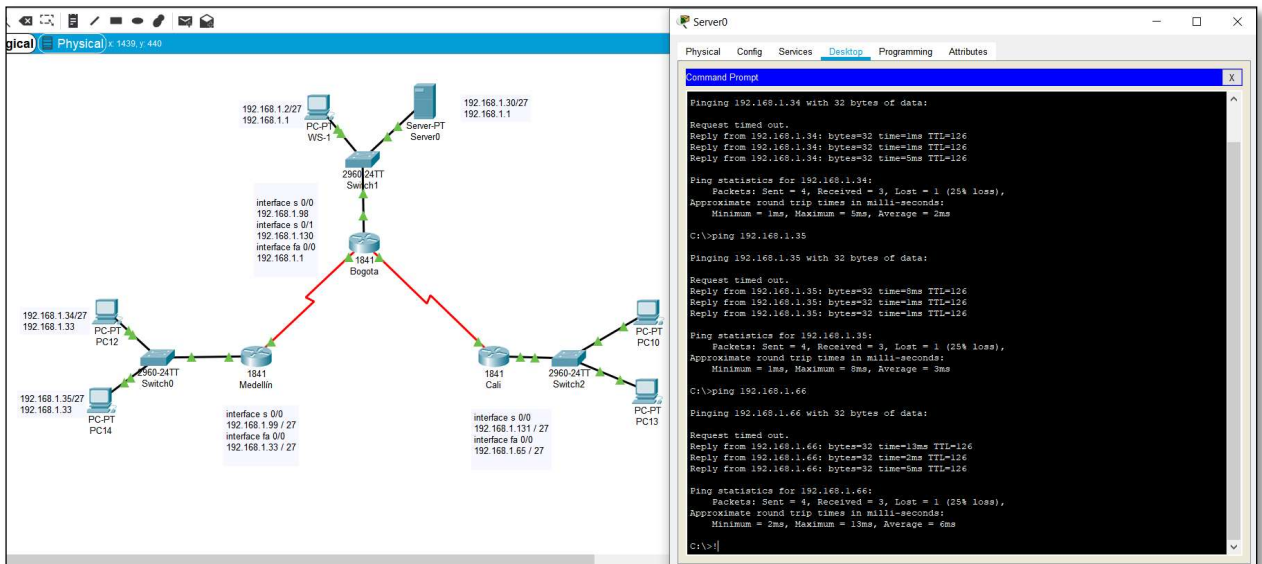 gical) Physical x: 1439, y: 440
192.168.1.2/27
192.168.1.1
PC-PT
WS-1
Server-PT
Server0
192.168.1.30/27
192.168.1.1
2960-24TT
Switch1
interface s 0/0
192.168.1.98
interface s 0/1
192.168.1.130
interface fa 0/0
192.168.1.1
1841
Bogota
192.168.1.34/27
192.168.1.33
PC-PT
PC12
2960-24TT
Switch0
192.168.1.35/27
192.168.1.33
PC-PT
PC14
1841
Medellín
interface s 0/0
192.168.1.99 / 27
interface fa 0/0
192.168.1.33 / 27
1841
Cali
interface s 0/0
192.168.1.131 / 27
interface fa 0/0
192.168.1.65 / 27
2960-24TT
Switch2
PC-PT
PC10
PC-PT
PC13
Server0
Physical Config Services Desktop Programming Attributes
Command Prompt X
Pinging 192.168.1.34 with 32 bytes of data:
Request timed out.
Reply from 192.168.1.34: bytes=32 time=1ms TTL=126
Reply from 192.168.1.34: bytes=32 time=1ms TTL=126
Reply from 192.168.1.34: bytes=32 time=5ms TTL=126
Ping statistics for 192.168.1.34:
Packets: Sent = 4, Received = 3, Lost = 1 (25% loss),
Approximate round trip times in milli-seconds:
Minimum = 1ms, Maximum = 5ms, Average = 2ms
C:\>ping 192.168.1.35
Pinging 192.168.1.35 with 32 bytes of data:
Request timed out.
Reply from 192.168.1.35: bytes=32 time=8ms TTL=126
Reply from 192.168.1.35: bytes=32 time=1ms TTL=126
Reply from 192.168.1.35: bytes=32 time=1ms TTL=126
Ping statistics for 192.168.1.35:
Packets: Sent = 4, Received = 3, Lost = 1 (25% loss),
Approximate round trip times in milli-seconds:
Minimum = 1ms, Maximum = 8ms, Average = 3ms
C:\>ping 192.168.1.66
Pinging 192.168.1.66 with 32 bytes of data:
Request timed out.
Reply from 192.168.1.66: bytes=32 time=13ms TTL=126
Reply from 192.168.1.66: bytes=32 time=2ms TTL=126
Reply from 192.168.1.66: bytes=32 time=5ms TTL=126
Ping statistics for 192.168.1.66:
Packets: Sent = 4, Received = 3, Lost = 1 (25% loss),
Approximate round trip times in milli-seconds:
Minimum = 2ms, Maximum = 13ms, Average = 6ms
C:\>!